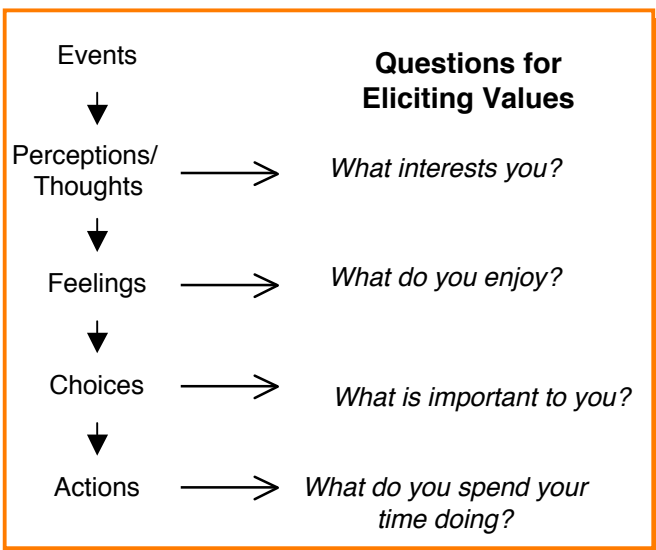 Events
Questions for
Eliciting Values
Perceptions/
Thoughts
What interests you?
Feelings
What do you enjoy?
Choices
What is important to you?
Actions
What do you spend your
time doing?